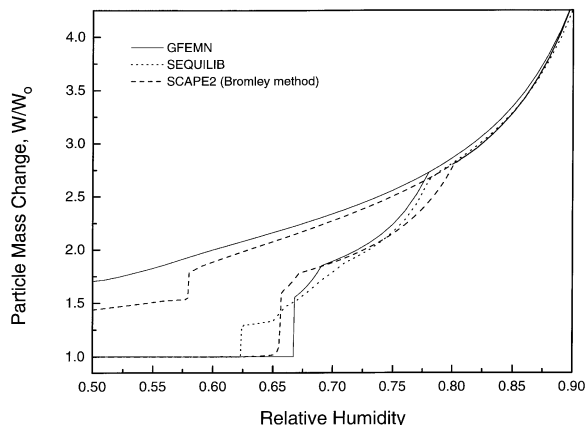 4.0
3.5
3.0
2.5
2.0
1.5
1.0
GFEMN
SEQUILIB
SCAPE2 (Bromley method)
Particle Mass Change, W/Wo
0.50 0.55 0.60 0.65 0.70 0.75 0.80 0.85 0.90
Relative Humidity